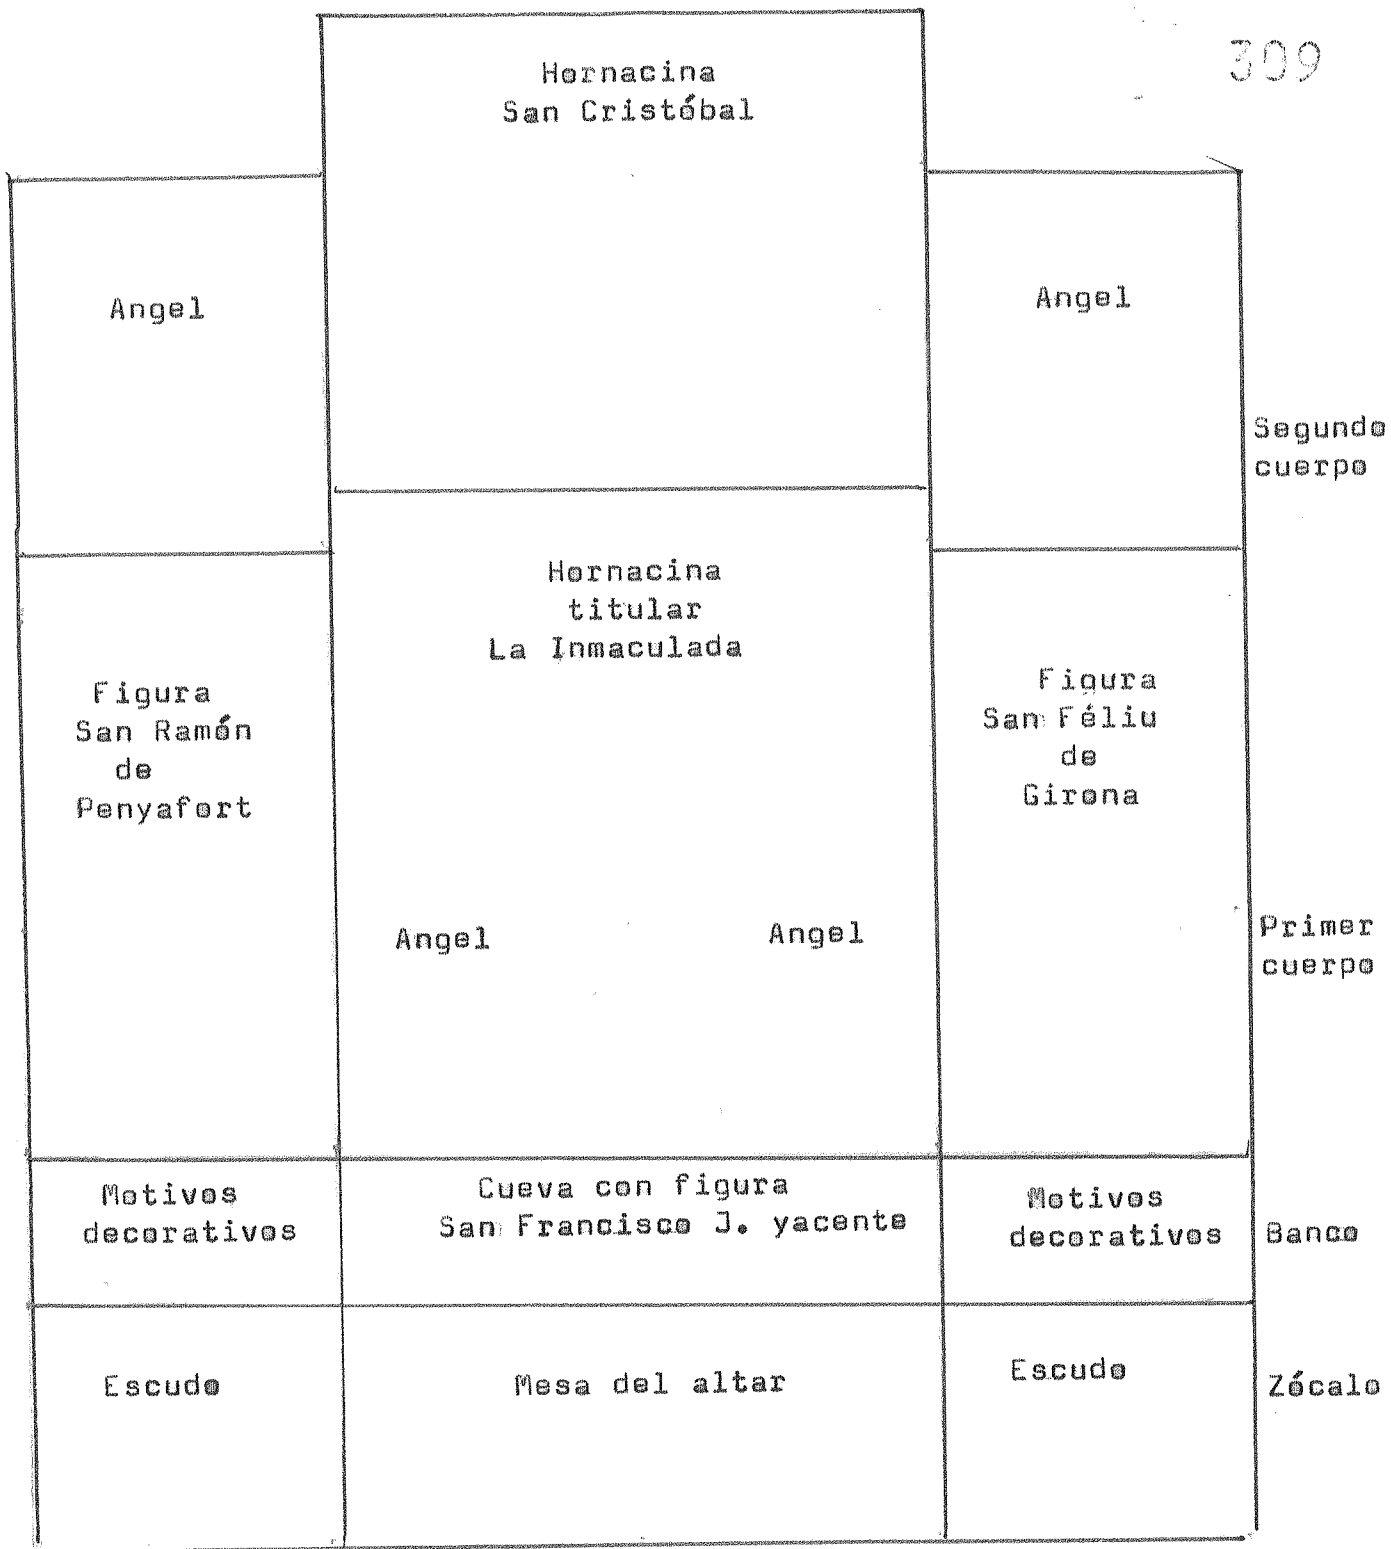 309
Hornacina
San Cristóbal
Angel
Angel
Segundo
cuerpo
Hornacina
titular
La Inmaculada
Figura
San Ramón
de
Penyafort
Figura
San Féliu
de
Girona
Angel
Angel
Primer
cuerpo
Motivos
decorativos
Cueva con figura
San Francisco J. yacente
Motivos
decorativos
Banco
Escudo
Mesa del altar
Escudo
Zócalo